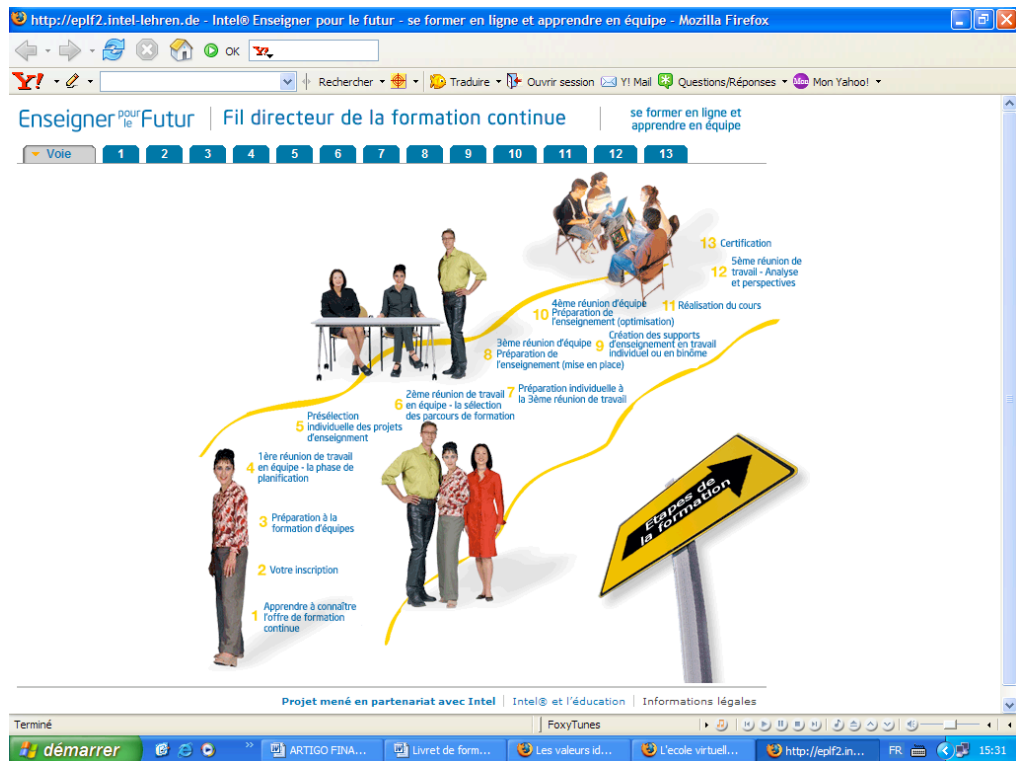 http://eplf2.intel-lehren.de - Intel® Enseigner pour le futur - se former en ligne et apprendre en équipe - Mozilla Firefox
OK
Y!
Rechercher
Traduire
Ouvrir session
Y! Mail
Questions/Réponses
Mon Yahoo!
Enseigner pour le Futur
Fil directeur de la formation continue
se former en ligne et
apprendre en équipe
Voie 1 2 3 4 5 6 7 8 9 10 11 12 13
13 Certification
12 5ème réunion de
travail - Analyse
et perspectives
11 Réalisation du cours
10 4ème réunion d'équipe
Préparation de
l'enseignement (optimisation)
9 Création des supports
d'enseignement en travail
individuel ou en binôme
8 3ème réunion d'équipe
Préparation de
l'enseignement (mise en place)
7 Préparation individuelle à
la 3ème réunion de travail
6 2ème réunion de travail
en équipe - la sélection
des parcours de formation
5 Présélection
individuelle des projets
d'enseignment
4 1ère réunion de travail
en équipe - la phase de
planification
3 Préparation à la
formation d'équipes
2 Votre inscription
1 Apprendre à connaître
l'offre de formation
continue
Etapes de
la formation
Projet mené en partenariat avec Intel
Intel® et l'éducation
Informations légales
Terminé
FoxyTunes
démarrer
ARTIGO FINA...
Livret de form...
Les valeurs id...
L'ecole virtuell...
http://eplf2.in...
FR
15:31